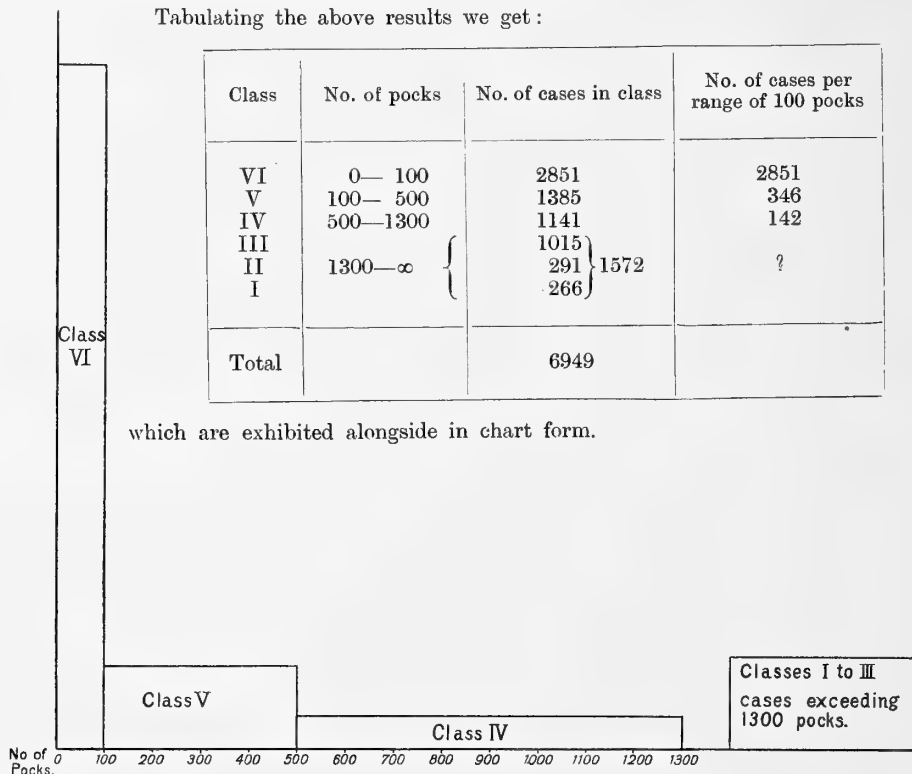 Tabulating the above results we get :
Class | No. of pocks | No. of cases in class | No. of cases per range of 100 pocks
VI | 0— 100 | 2851 | 2851
V | 100— 500 | 1385 | 346
IV | 500—1300 | 1141 | 142
III | 1015
II | 1300—∞ { | 291 } 1572 | ?
I | 266
Total | 6949
which are exhibited alongside in chart form.
Class
VI
Class V
Class IV
Classes I to III
cases exceeding
1300 pocks.
No of Pocks. 0 100 200 300 400 500 600 700 800 900 1000 1100 1200 1300